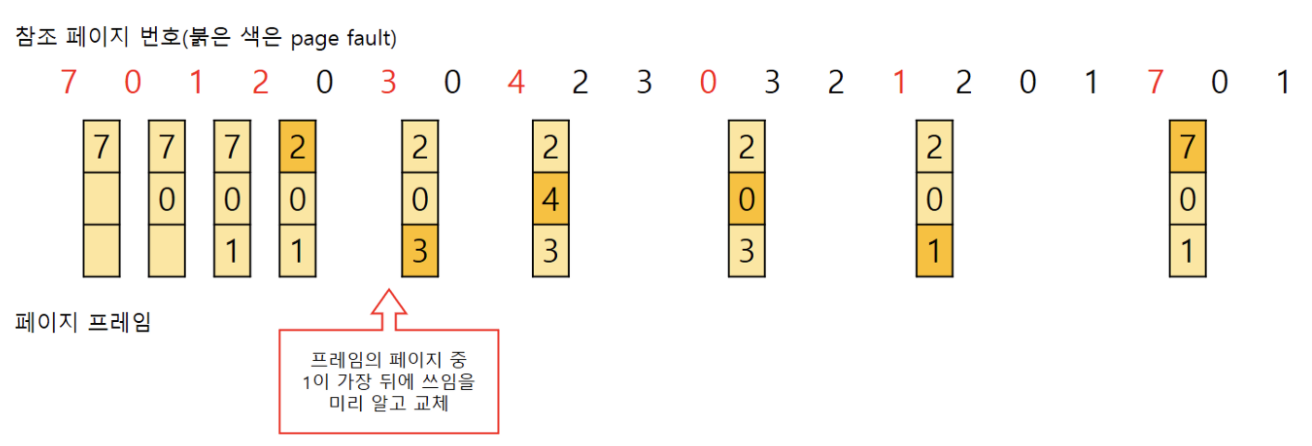 참조 페이지 번호(붉은 색은 page fault)
7 0 1 2 0 3 0 4 2 3 0 3 2 1 2 0 1 7 0 1
7 7 7 2 2 2 2 2 7
0 0 0 0 4 0 0 0
1 1 3 3 3 1 1
페이지 프레임
프레임의 페이지 중
1이 가장 뒤에 쓰임을
미리 알고 교체